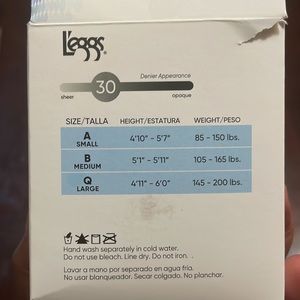 L'eggs
Denier Appearance
30
sheer opaque
SIZE/TALLA HEIGHT/ESTATURA WEIGHT/PESO
A SMALL 4'10" - 5'7" 85 - 150 lbs.
B MEDIUM 5'1" - 5'11" 105 - 165 lbs.
Q LARGE 4'11" - 6'0" 145 - 200 lbs.
Hand wash separately in cold water.
Do not use bleach. Line dry. Do not iron.
Lavar a mano por separado en agua fría.
No usar blanqueador. Secar colgado. No planchar.